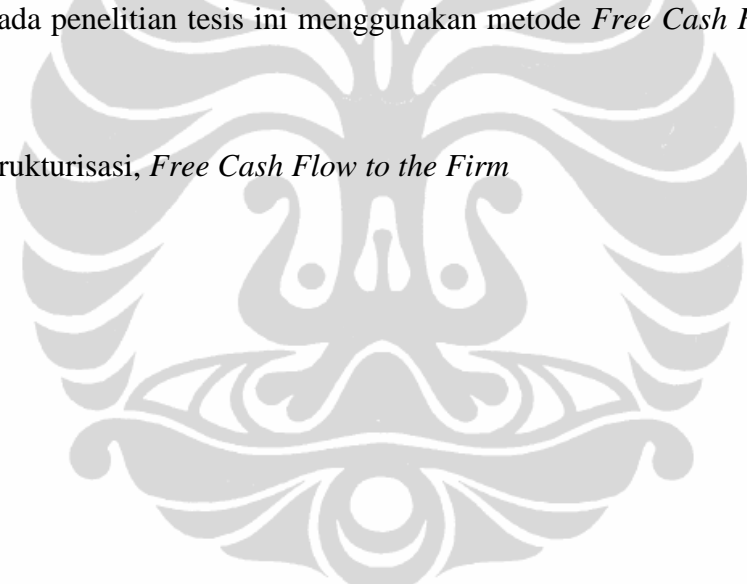 ada penelitian tesis ini menggunakan metode Free Cash F
rukturisasi, Free Cash Flow to the Firm